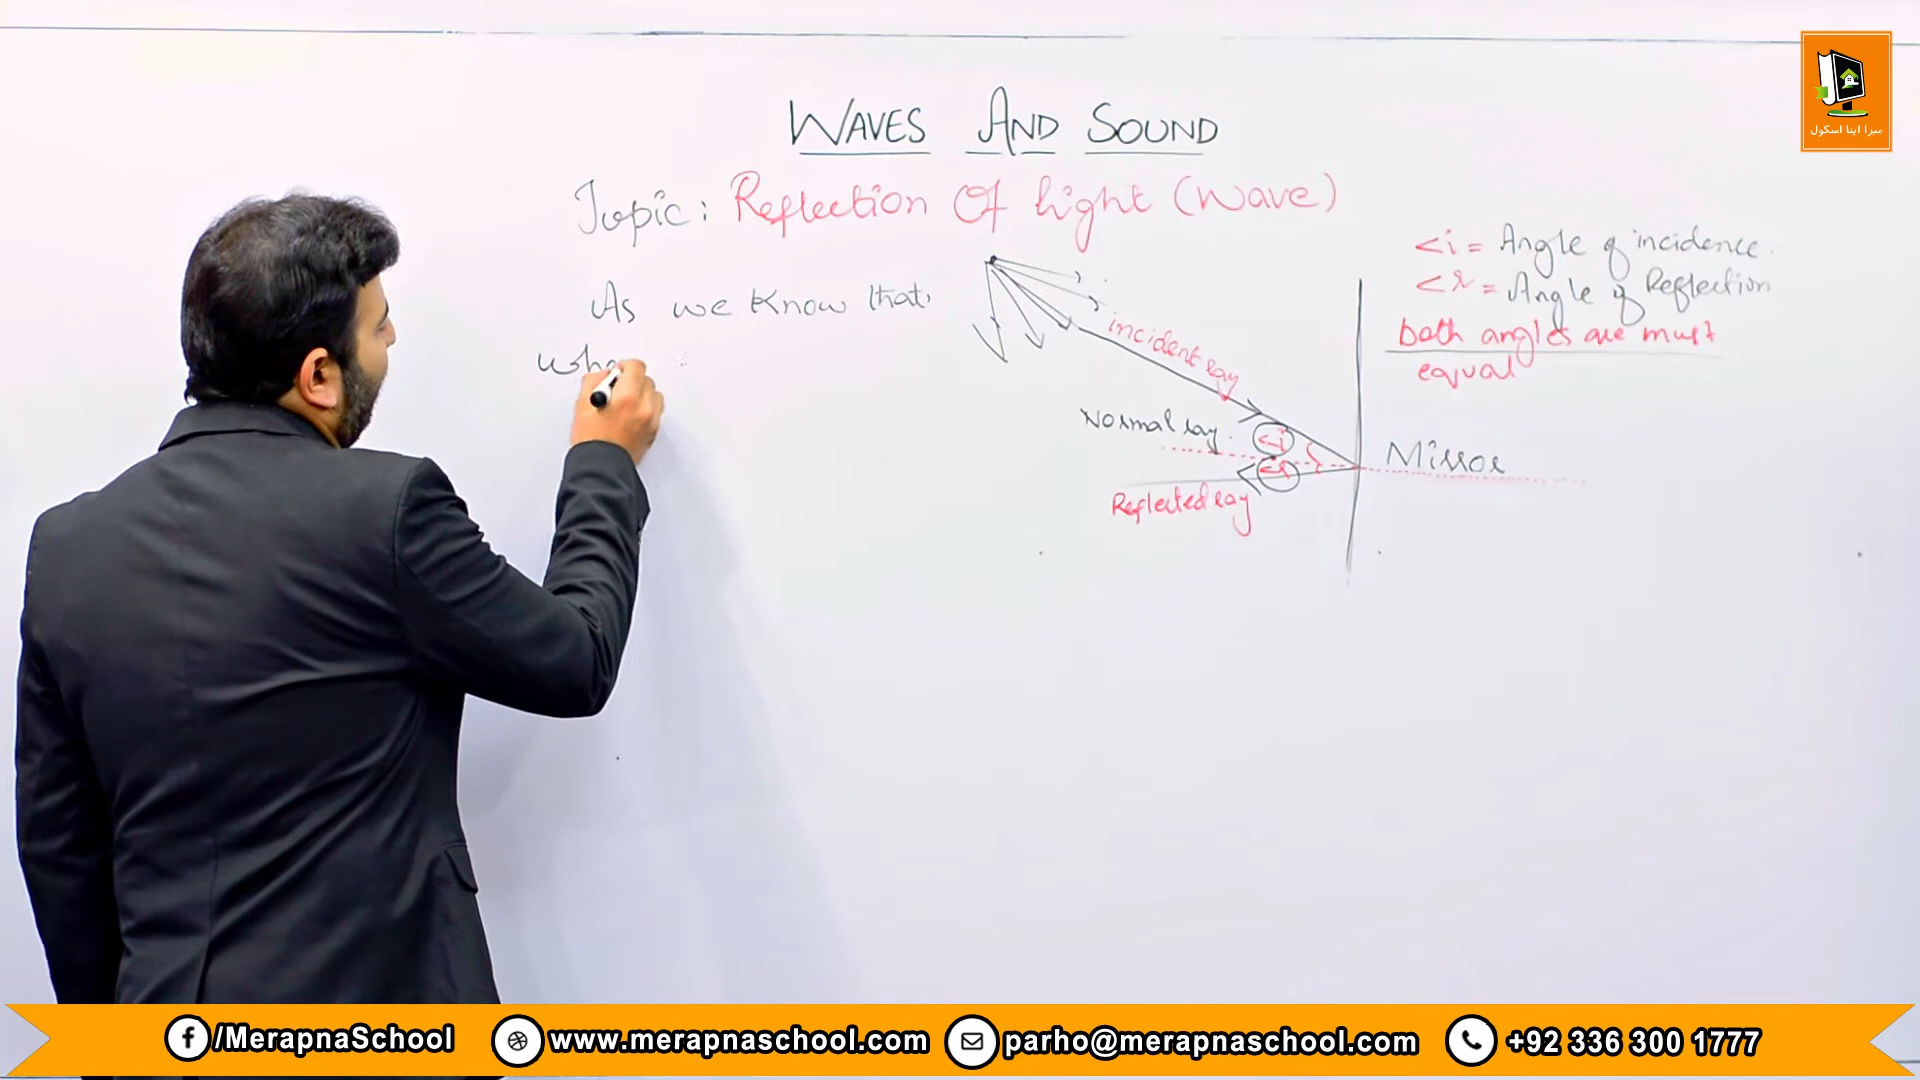 WAVES AND SOUND
Topic: Reflection Of light (wave)
As we know that,
whe
incident ray
Normal ray.
<i
<r
Reflected ray
Mirror
<i = Angle of incidence.
<r = Angle of Reflection
both angles are must
equal
میرا اپنا اسکول
/MerapnaSchool
www.merapnaschool.com
parho@merapnaschool.com
+92 336 300 1777